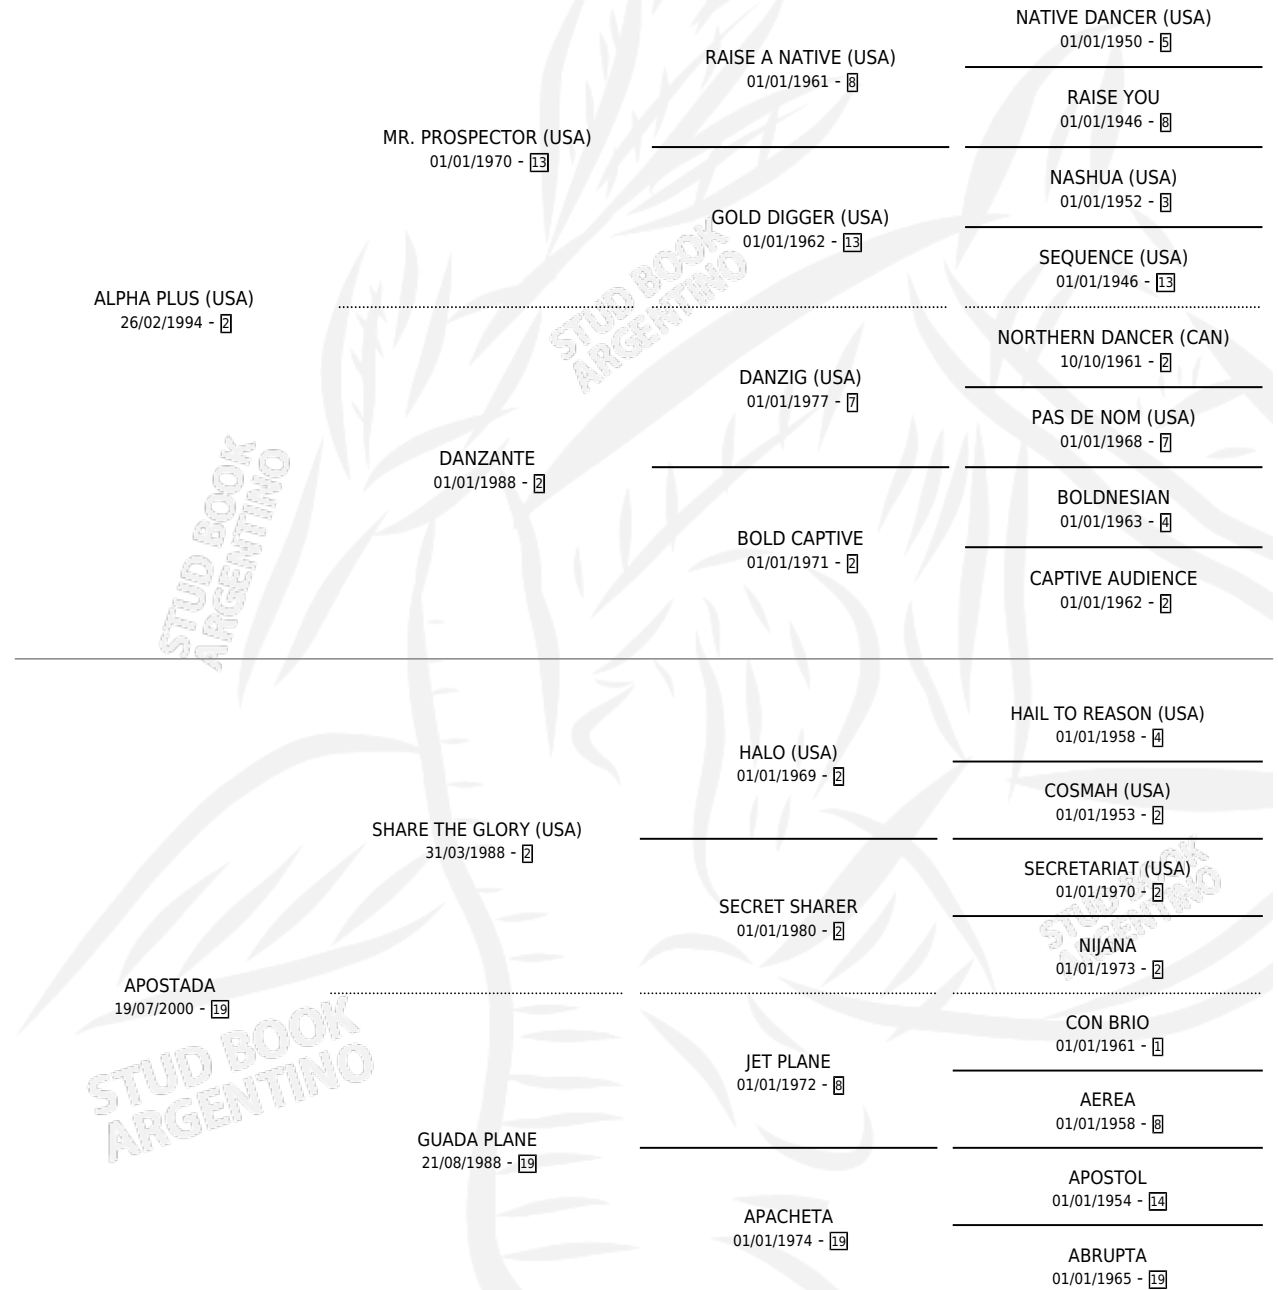 NATIVE DANCER (USA)
01/01/1950 - 5
RAISE A NATIVE (USA)
01/01/1961 - 8
RAISE YOU
01/01/1946 - 8
MR. PROSPECTOR (USA)
01/01/1970 - 13
NASHUA (USA)
01/01/1952 - 3
GOLD DIGGER (USA)
01/01/1962 - 13
SEQUENCE (USA)
01/01/1946 - 13
ALPHA PLUS (USA)
26/02/1994 - 2
NORTHERN DANCER (CAN)
10/10/1961 - 2
DANZIG (USA)
01/01/1977 - 7
PAS DE NOM (USA)
01/01/1968 - 7
DANZANTE
01/01/1988 - 2
BOLDNESIAN
01/01/1963 - 4
BOLD CAPTIVE
01/01/1971 - 2
CAPTIVE AUDIENCE
01/01/1962 - 2
HAIL TO REASON (USA)
01/01/1958 - 4
HALO (USA)
01/01/1969 - 2
COSMAH (USA)
01/01/1953 - 2
SHARE THE GLORY (USA)
31/03/1988 - 2
SECRETARIAT (USA)
01/01/1970 - 2
SECRET SHARER
01/01/1980 - 2
NIJANA
01/01/1973 - 2
APOSTADA
19/07/2000 - 19
CON BRIO
01/01/1961 - 1
JET PLANE
01/01/1972 - 8
AEREA
01/01/1958 - 8
GUADA PLANE
21/08/1988 - 19
APOSTOL
01/01/1954 - 14
APACHETA
01/01/1974 - 19
ABRUPTA
01/01/1965 - 19
STUD BOOK
ARGENTINO
STUD BOOK
ARGENTINO
STUD BOOK
ARGENTINO
STUD BOOK
ARGENTINO